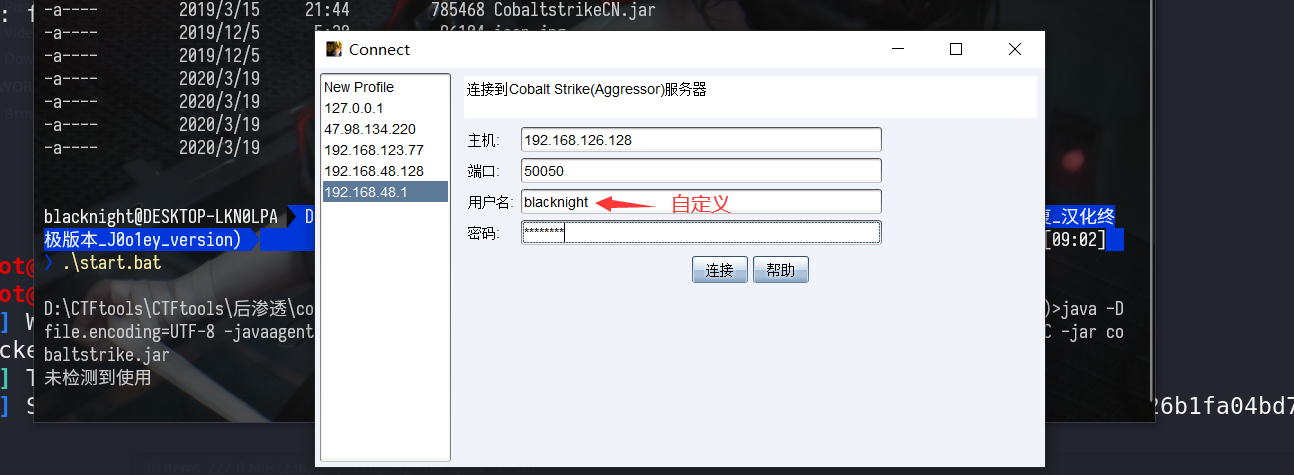 : f
-a---- 2019/3/15 21:44 785468 CobaltstrikeCN.jar
-a---- 2019/12/5
-a---- 2019/12/5
-a---- 2020/3/19
-a---- 2020/3/19
-a---- 2020/3/19
-a---- 2020/3/19
blacknight@DESKTOP-LKN0LPA D 复_汉化终
极版本_J0o1ey_version) [09:02]
> .\start.bat
D:\CTFtools\CTFtools\后渗透\co )>java -D
file.encoding=UTF-8 -javaagent C -jar co
baltstrike.jar
未检测到使用
ot@
ot@
] W
cke
] T
] S 26b1fa04bd7
Connect
New Profile
127.0.0.1
47.98.134.220
192.168.123.77
192.168.48.128
192.168.48.1
连接到Cobalt Strike(Aggressor)服务器
主机: 192.168.126.128
端口: 50050
用户名: blacknight 自定义
密码: ********
连接 帮助